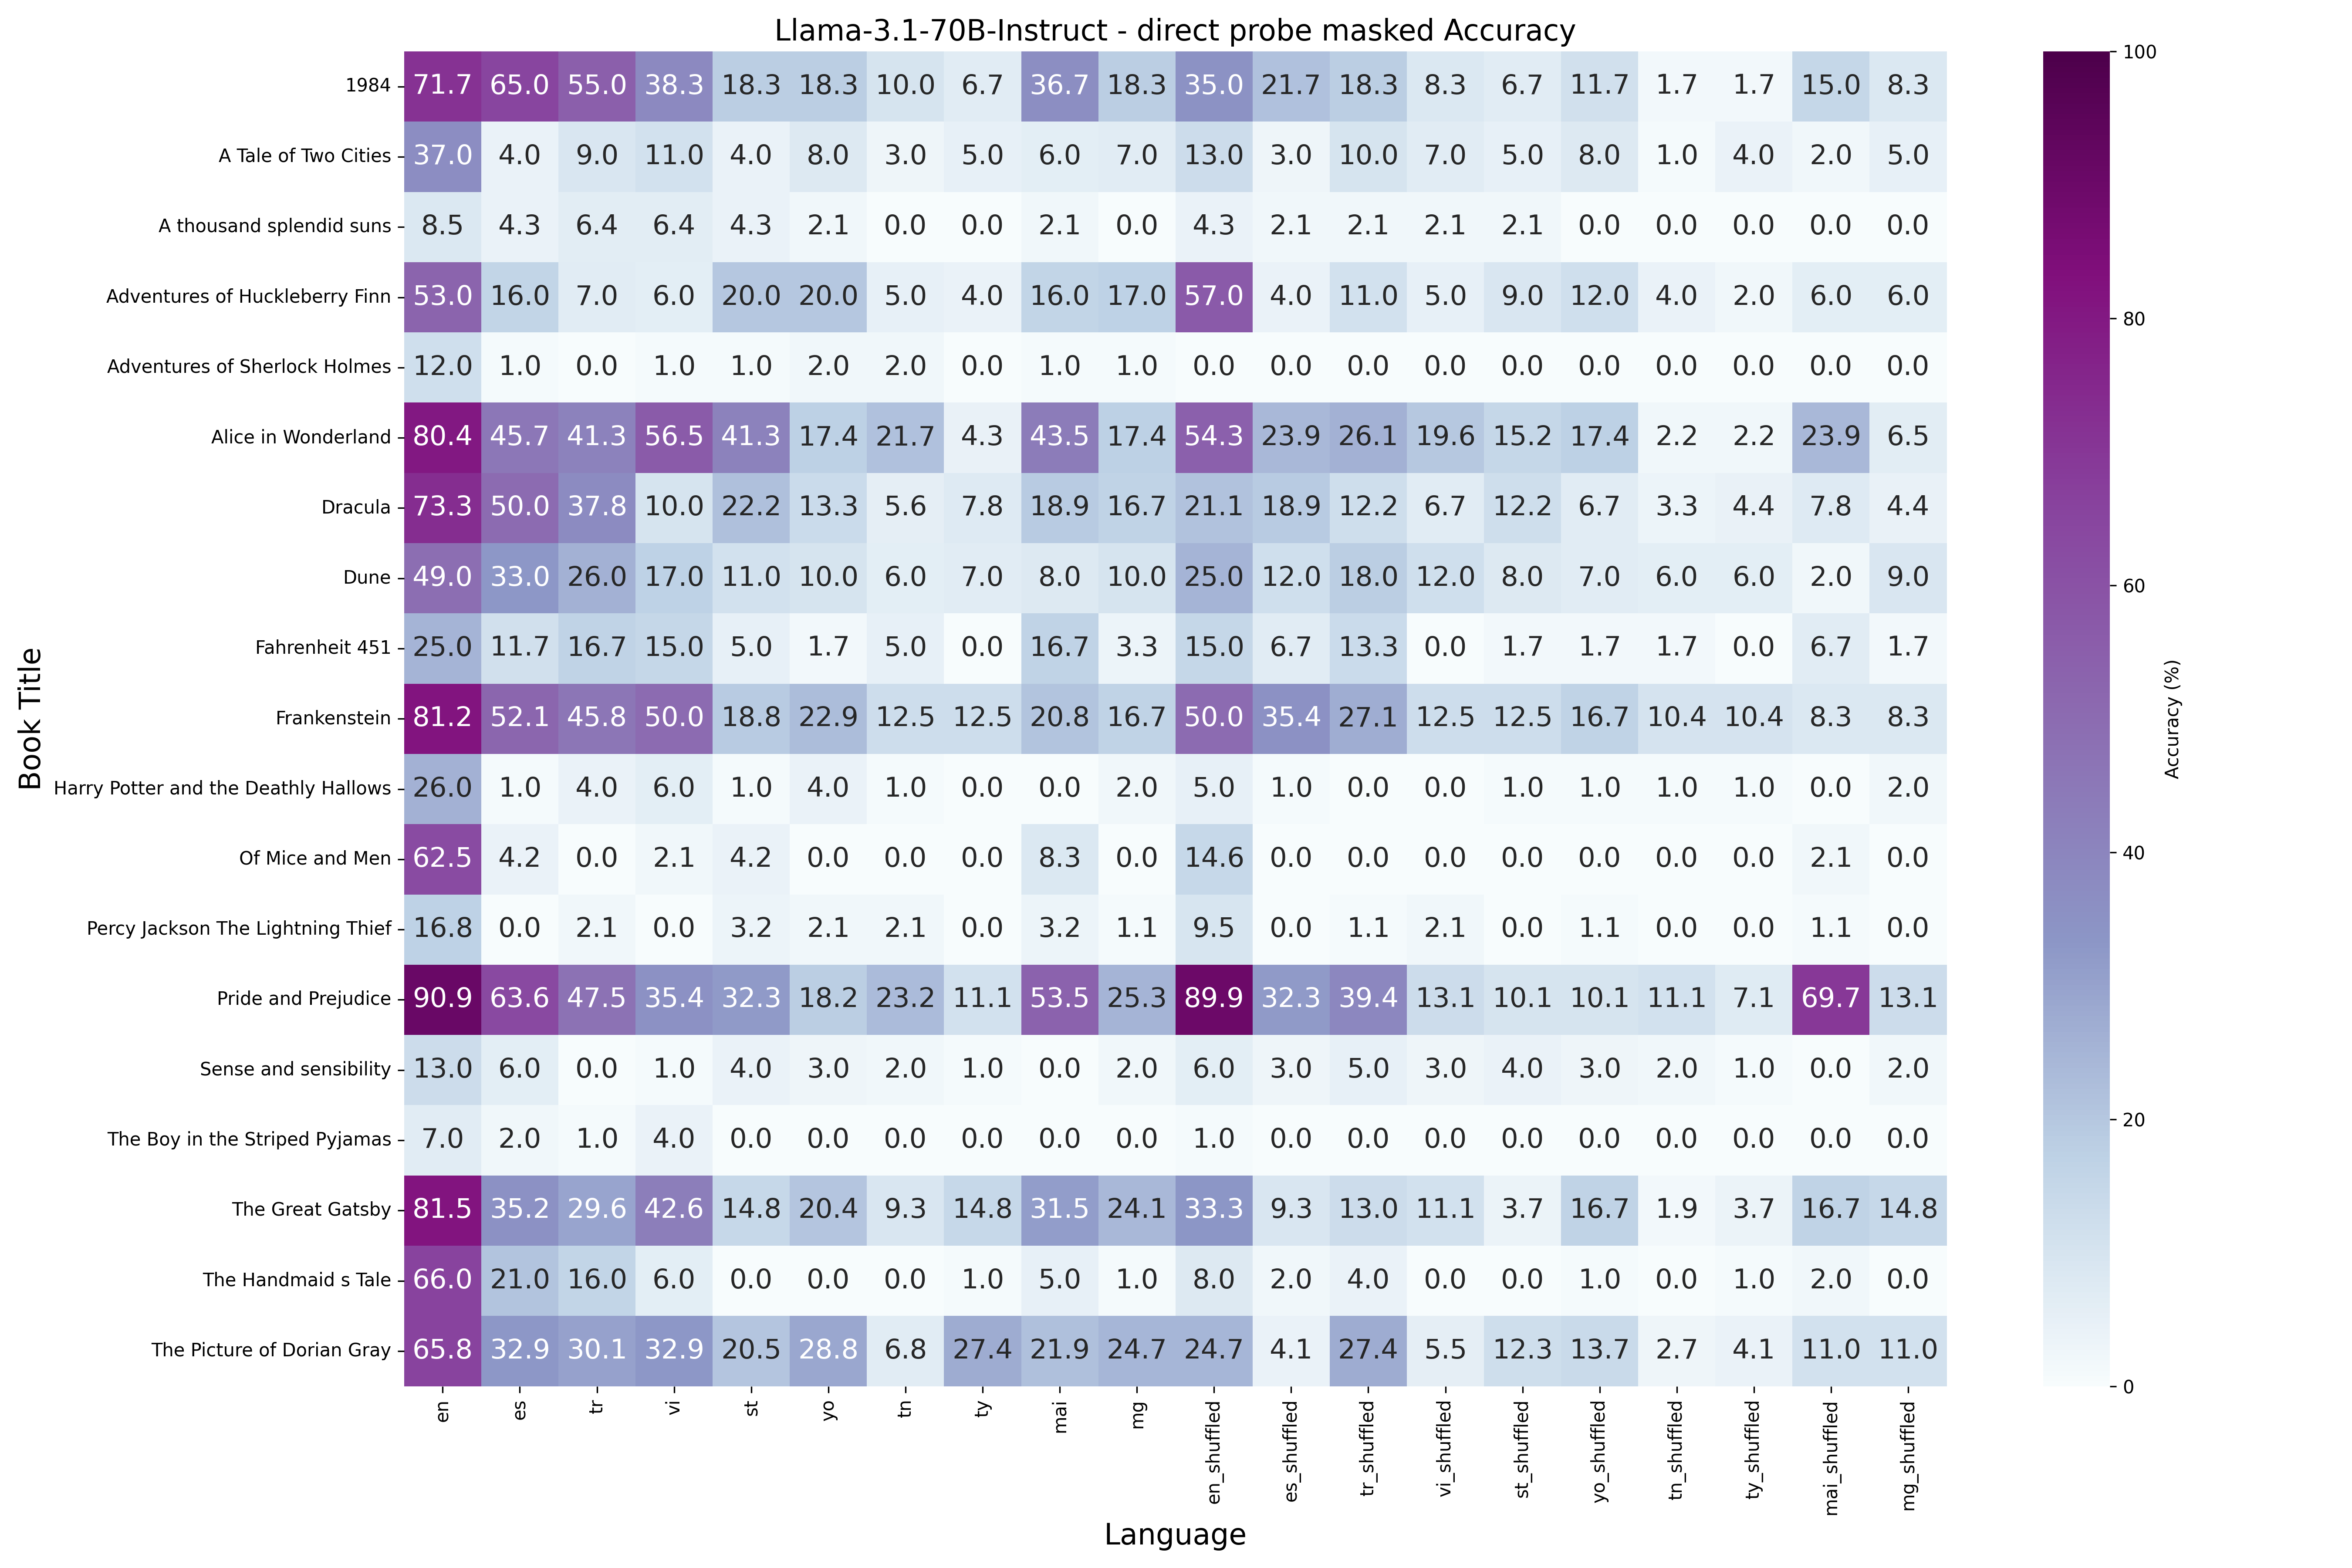 Llama-3.1-70B-Instruct - direct probe masked Accuracy
Book Title
1984 71.7 65.0 55.0 38.3 18.3 18.3 10.0 6.7 36.7 18.3 35.0 21.7 18.3 8.3 6.7 11.7 1.7 1.7 15.0 8.3
A Tale of Two Cities 37.0 4.0 9.0 11.0 4.0 8.0 3.0 5.0 6.0 7.0 13.0 3.0 10.0 7.0 5.0 8.0 1.0 4.0 2.0 5.0
A thousand splendid suns 8.5 4.3 6.4 6.4 4.3 2.1 0.0 0.0 2.1 0.0 4.3 2.1 2.1 2.1 2.1 0.0 0.0 0.0 0.0 0.0
Adventures of Huckleberry Finn 53.0 16.0 7.0 6.0 20.0 20.0 5.0 4.0 16.0 17.0 57.0 4.0 11.0 5.0 9.0 12.0 4.0 2.0 6.0 6.0
Adventures of Sherlock Holmes 12.0 1.0 0.0 1.0 1.0 2.0 2.0 0.0 1.0 1.0 0.0 0.0 0.0 0.0 0.0 0.0 0.0 0.0 0.0 0.0
Alice in Wonderland 80.4 45.7 41.3 56.5 41.3 17.4 21.7 4.3 43.5 17.4 54.3 23.9 26.1 19.6 15.2 17.4 2.2 2.2 23.9 6.5
Dracula 73.3 50.0 37.8 10.0 22.2 13.3 5.6 7.8 18.9 16.7 21.1 18.9 12.2 6.7 12.2 6.7 3.3 4.4 7.8 4.4
Dune 49.0 33.0 26.0 17.0 11.0 10.0 6.0 7.0 8.0 10.0 25.0 12.0 18.0 12.0 8.0 7.0 6.0 6.0 2.0 9.0
Fahrenheit 451 25.0 11.7 16.7 15.0 5.0 1.7 5.0 0.0 16.7 3.3 15.0 6.7 13.3 0.0 1.7 1.7 1.7 0.0 6.7 1.7
Frankenstein 81.2 52.1 45.8 50.0 18.8 22.9 12.5 12.5 20.8 16.7 50.0 35.4 27.1 12.5 12.5 16.7 10.4 10.4 8.3 8.3
Harry Potter and the Deathly Hallows 26.0 1.0 4.0 6.0 1.0 4.0 1.0 0.0 0.0 2.0 5.0 1.0 0.0 0.0 1.0 1.0 1.0 1.0 0.0 2.0
Of Mice and Men 62.5 4.2 0.0 2.1 4.2 0.0 0.0 0.0 8.3 0.0 14.6 0.0 0.0 0.0 0.0 0.0 0.0 0.0 2.1 0.0
Percy Jackson The Lightning Thief 16.8 0.0 2.1 0.0 3.2 2.1 2.1 0.0 3.2 1.1 9.5 0.0 1.1 2.1 0.0 1.1 0.0 0.0 1.1 0.0
Pride and Prejudice 90.9 63.6 47.5 35.4 32.3 18.2 23.2 11.1 53.5 25.3 89.9 32.3 39.4 13.1 10.1 10.1 11.1 7.1 69.7 13.1
Sense and sensibility 13.0 6.0 0.0 1.0 4.0 3.0 2.0 1.0 0.0 2.0 6.0 3.0 5.0 3.0 4.0 3.0 2.0 1.0 0.0 2.0
The Boy in the Striped Pyjamas 7.0 2.0 1.0 4.0 0.0 0.0 0.0 0.0 0.0 0.0 1.0 0.0 0.0 0.0 0.0 0.0 0.0 0.0 0.0 0.0
The Great Gatsby 81.5 35.2 29.6 42.6 14.8 20.4 9.3 14.8 31.5 24.1 33.3 9.3 13.0 11.1 3.7 16.7 1.9 3.7 16.7 14.8
The Handmaid s Tale 66.0 21.0 16.0 6.0 0.0 0.0 0.0 1.0 5.0 1.0 8.0 2.0 4.0 0.0 0.0 1.0 0.0 1.0 2.0 0.0
The Picture of Dorian Gray 65.8 32.9 30.1 32.9 20.5 28.8 6.8 27.4 21.9 24.7 24.7 4.1 27.4 5.5 12.3 13.7 2.7 4.1 11.0 11.0
en es tr vi st yo tn ty mai mg en_shuffled es_shuffled tr_shuffled vi_shuffled st_shuffled yo_shuffled tn_shuffled ty_shuffled mai_shuffled mg_shuffled
Language
100
80
60
40
20
0
Accuracy (%)